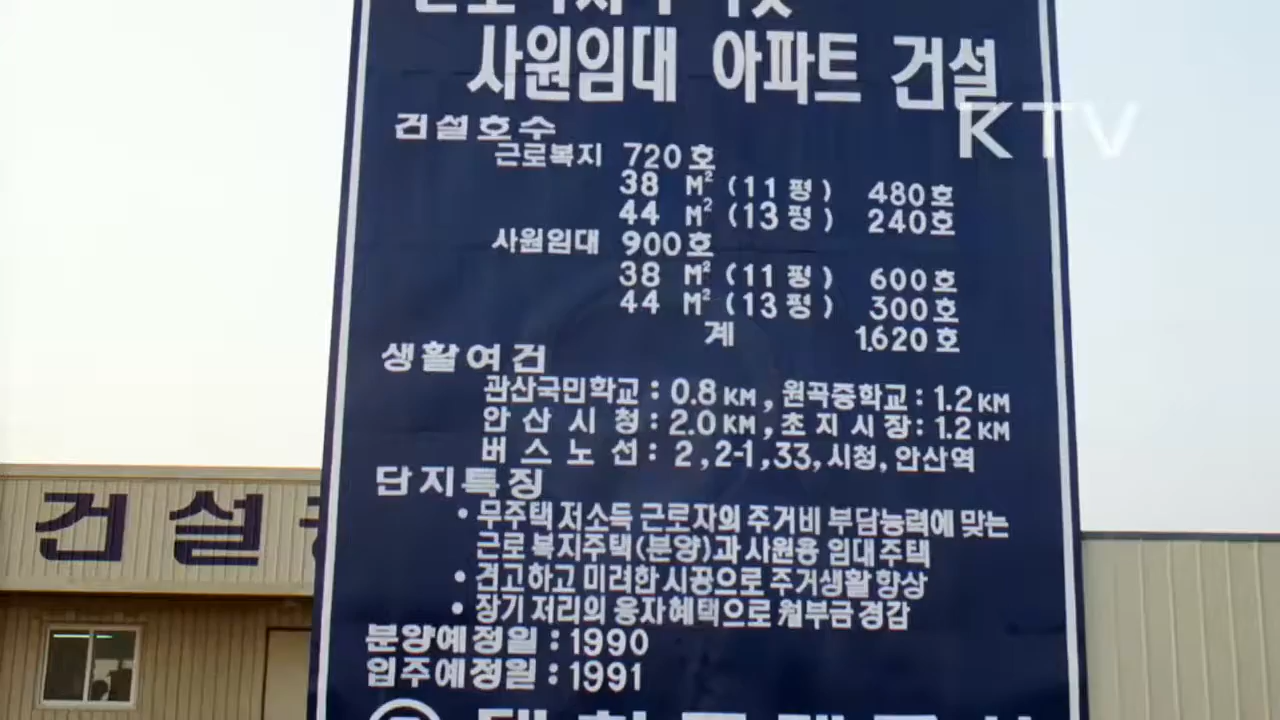 사원임대 아파트 건설
KTV
건설호수
근로복지 720호
38 M² (11평) 480호
44 M² (13평) 240호
사원임대 900호
38 M² (11평) 600호
44 M² (13평) 300호
계 1.620호
생활여건
관산국민학교 : 0.8KM, 원곡중학교 : 1.2KM
안산시청 : 2.0KM, 초지시장 : 1.2KM
버스노선 : 2, 2-1, 33, 시청, 안산역
단지특징
• 무주택 저소득 근로자의 주거비 부담능력에 맞는
근로 복지주택(분양)과 사원용 임대주택
• 견고하고 미려한 시공으로 주거생활 향상
• 장기 저리의 융자혜택으로 월부금 경감
분양예정일 : 1990
입주예정일 : 1991
건설